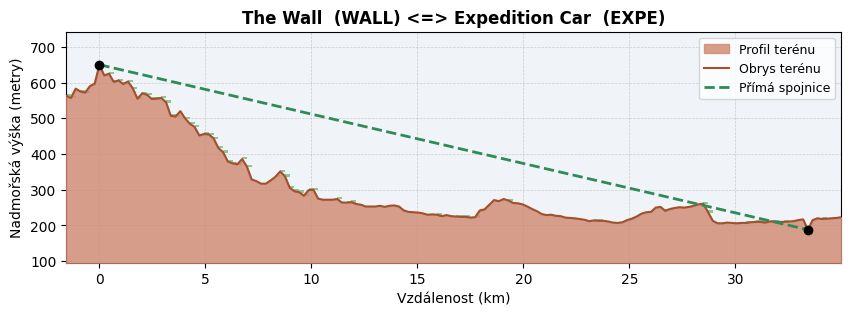 The Wall  (WALL) <=> Expedition Car  (EXPE)
Nadmořská výška (metry)
700
600
500
400
300
200
100
Profil terénu
Obrys terénu
Přímá spojnice
0 5 10 15 20 25 30
Vzdálenost (km)